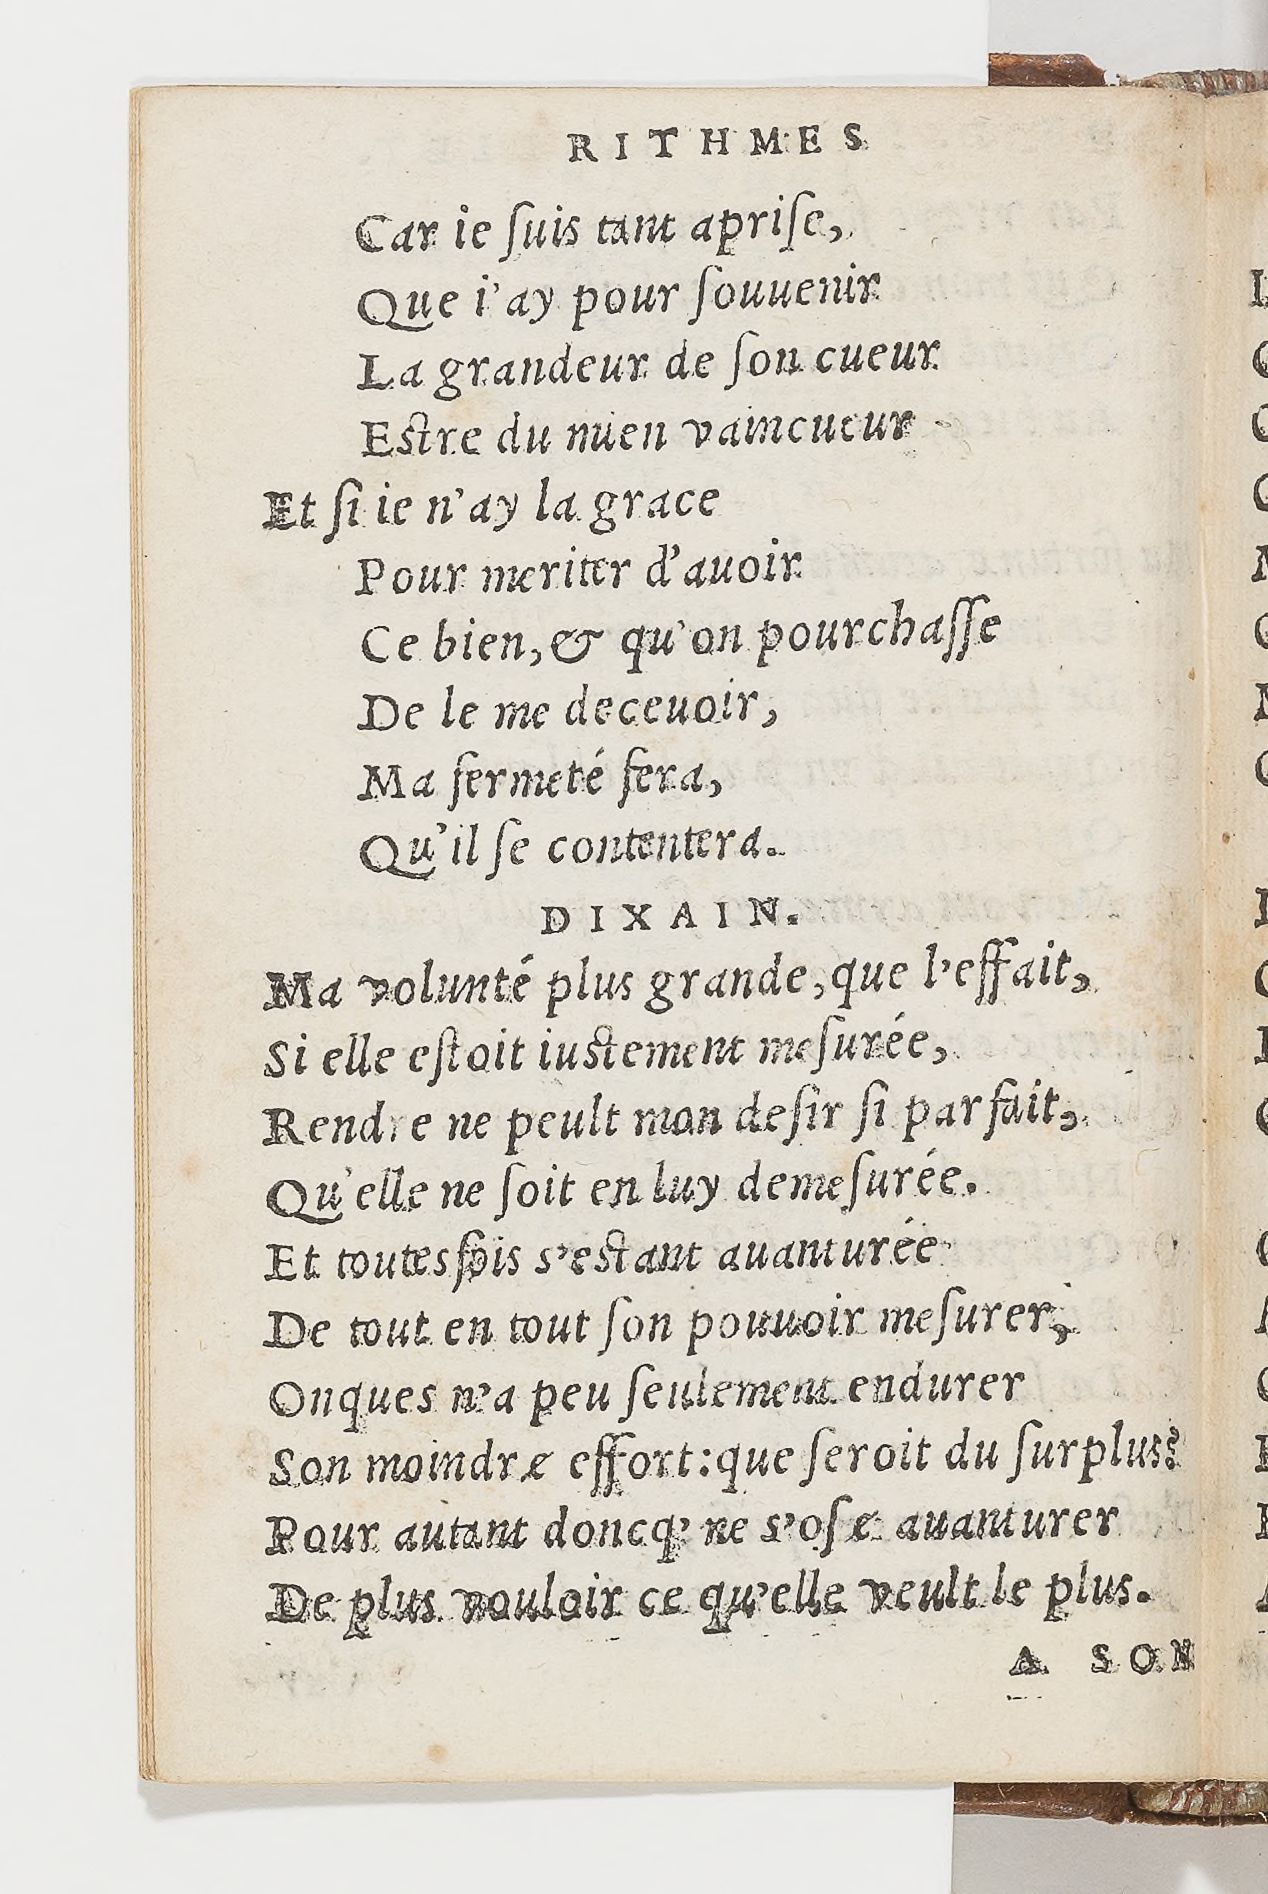 RITHMES
Car ie ſuis tant apriſe,
Que i'ay pour ſouuenir
La grandeur de ſon cueur
Eſtre du mien vaincueur
Et ſi ie n'ay la grace
Pour meriter d'auoir
Ce bien, & qu'on pourchaſſe
De le me deceuoir,
Ma fermeté fera,
Qu'il ſe contentera.
DIXAIN.
Ma volunté plus grande, que l'effait,
Si elle eſtoit iuſtement meſurée,
Rendre ne peult mon deſir ſi parfait,
Qu'elle ne ſoit en luy demeſurée.
Et toutesfois s'eſtant auanturée
De tout en tout ſon pouuoir meſurer,
Onques n'a peu ſeulement endurer
Son moindre effort: que ſeroit du ſurplus?
Pour autant doncq' ne s'oſe auanturer
De plus vouloir ce qu'elle veult le plus.
A SON